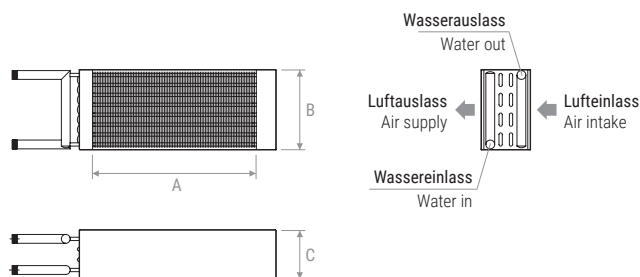 Wasserauslass
Water out
Luftauslass
Air supply
Lufteinlass
Air intake
Wassereinlass
Water in
A
B
C